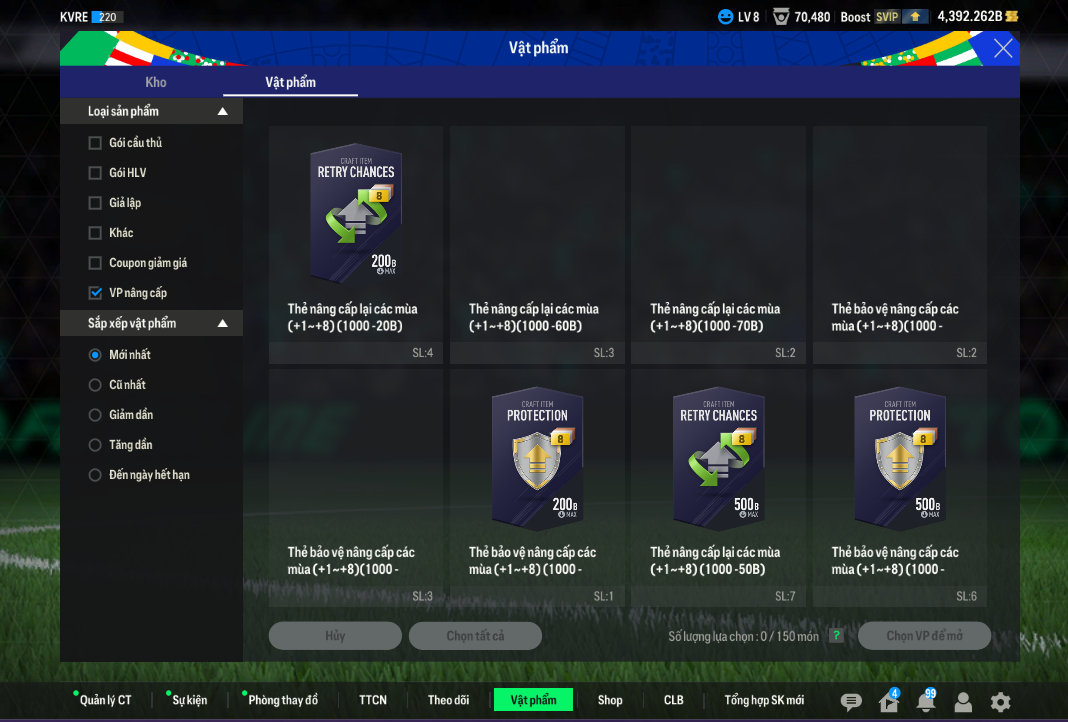 KVRE 220
LV 8
70,480
Boost SVIP
4,392.262B
Vật phẩm
Kho
Vật phẩm
Loại sản phẩm
Gói cầu thủ
Gói HLV
Giả lập
Khác
Coupon giảm giá
VP nâng cấp
Sắp xếp vật phẩm
Mới nhất
Cũ nhất
Giảm dần
Tăng dần
Đến ngày hết hạn
CRAFT ITEM
RETRY CHANCES
8
200B
MAX
Thẻ nâng cấp lại các mùa
(+1~+8) (1000 -20B)
SL:4
Thẻ nâng cấp lại các mùa
(+1~+8)(1000 -60B)
SL:3
Thẻ nâng cấp lại các mùa
(+1~+8)(1000 -70B)
SL:2
Thẻ bảo vệ nâng cấp các
mùa (+1~+8)(1000 -
SL:2
Thẻ bảo vệ nâng cấp các
mùa (+1~+8)(1000 -
SL:3
CRAFT ITEM
PROTECTION
8
200B
MAX
Thẻ bảo vệ nâng cấp các
mùa (+1~+8) (1000 -
SL:1
CRAFT ITEM
RETRY CHANCES
8
500B
MAX
Thẻ nâng cấp lại các mùa
(+1~+8) (1000 -50B)
SL:7
CRAFT ITEM
PROTECTION
8
500B
MAX
Thẻ bảo vệ nâng cấp các
mùa (+1~+8) (1000 -
SL:6
Hủy
Chọn tất cả
Số lượng lựa chọn : 0 / 150 món ?
Chọn VP để mở
Quản lý CT
Sự kiện
Phòng thay đồ
TTCN
Theo dõi
Vật phẩm
Shop
CLB
Tổng hợp SK mới
4
99